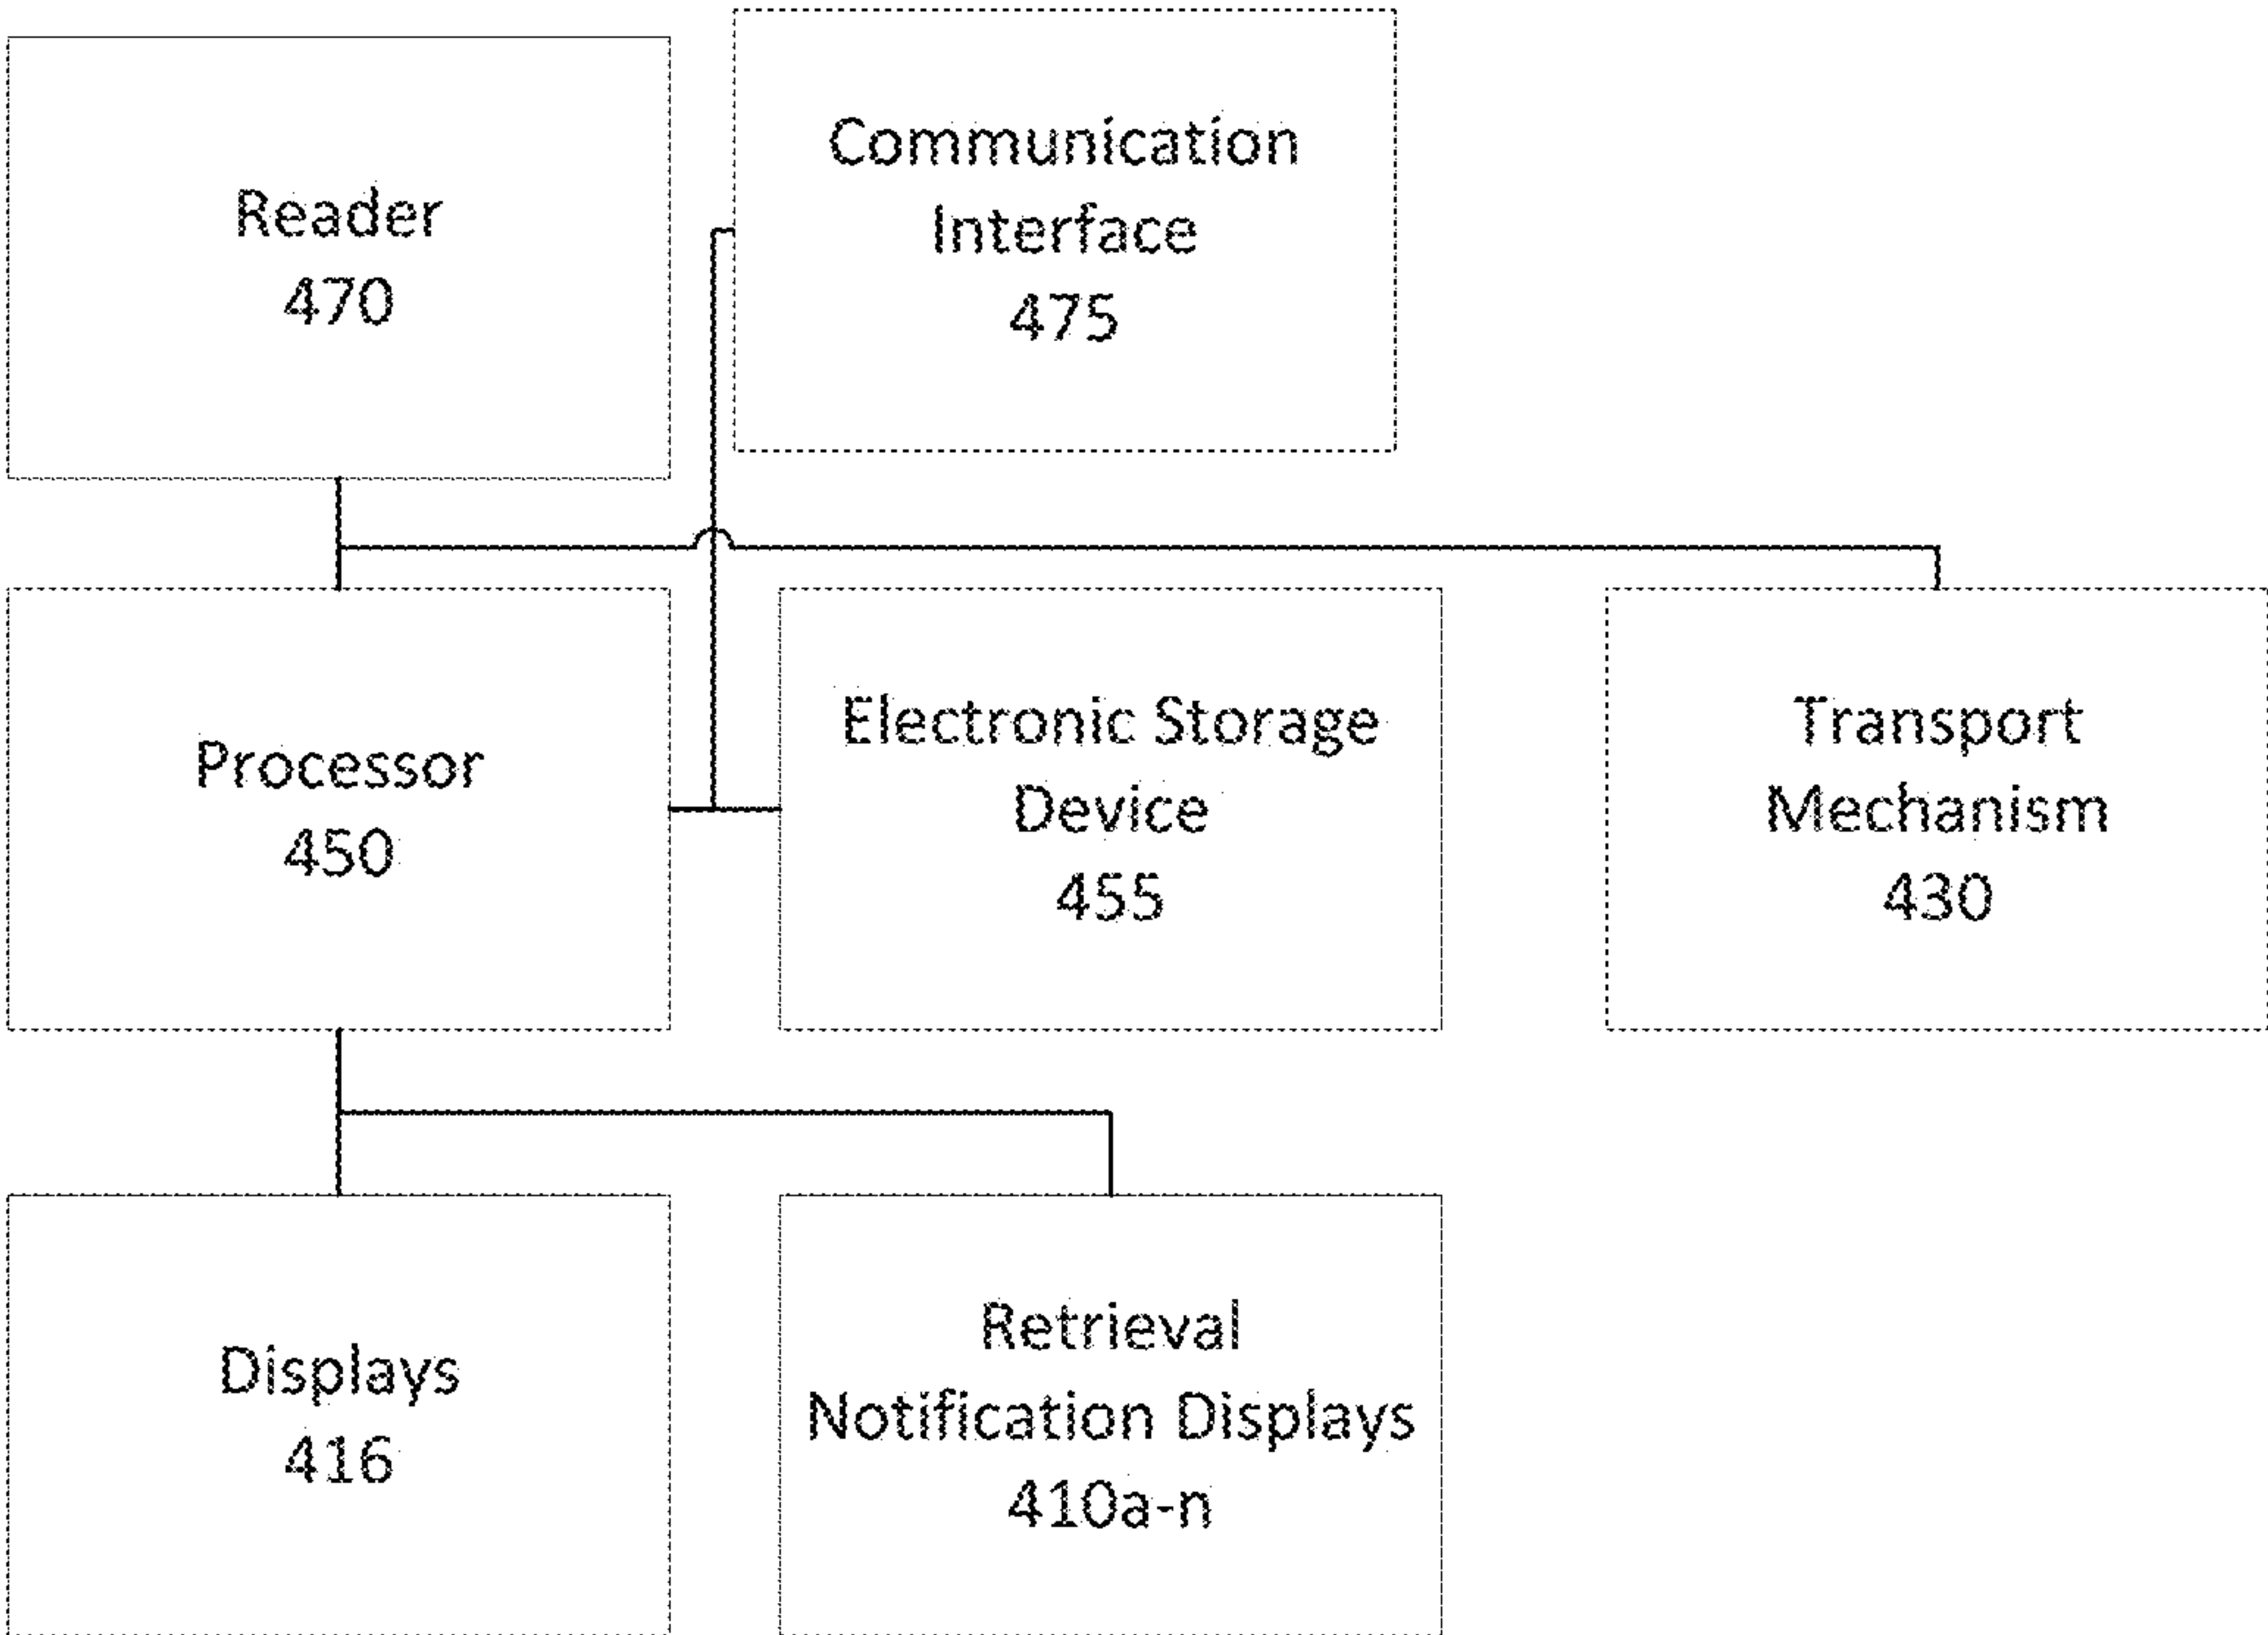 Reader
470
Communication
Interface
475
Processor
450
Electronic Storage
Device
455
Transport
Mechanism
430
Displays
416
Retrieval
Notification Displays
410a-n